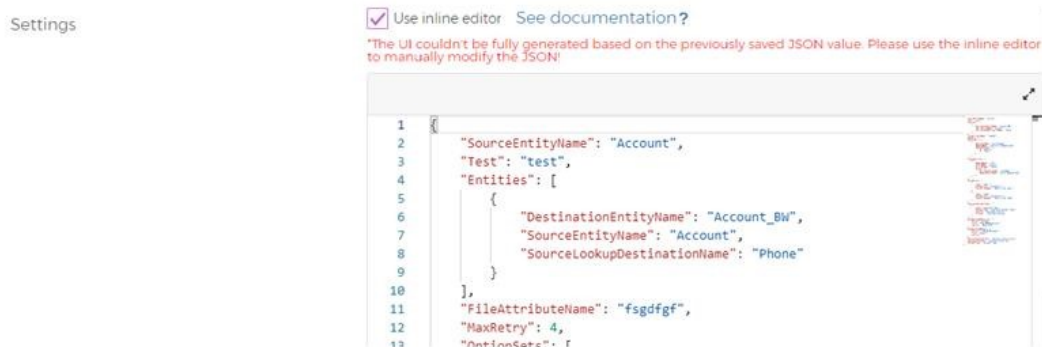 Settings
Use inline editor See documentation?
*The UI couldn't be fully generated based on the previously saved JSON value. Please use the inline editor
to manually modify the JSON!
1 {
2 "SourceEntityName": "Account",
3 "Test": "test",
4 "Entities": [
5 {
6 "DestinationEntityName": "Account_BW",
7 "SourceEntityName": "Account",
8 "SourceLookupDestinationName": "Phone"
9 }
10 ],
11 "FileAttributeName": "fsgdfgf",
12 "MaxRetry": 4,
13 "OptionSets": [